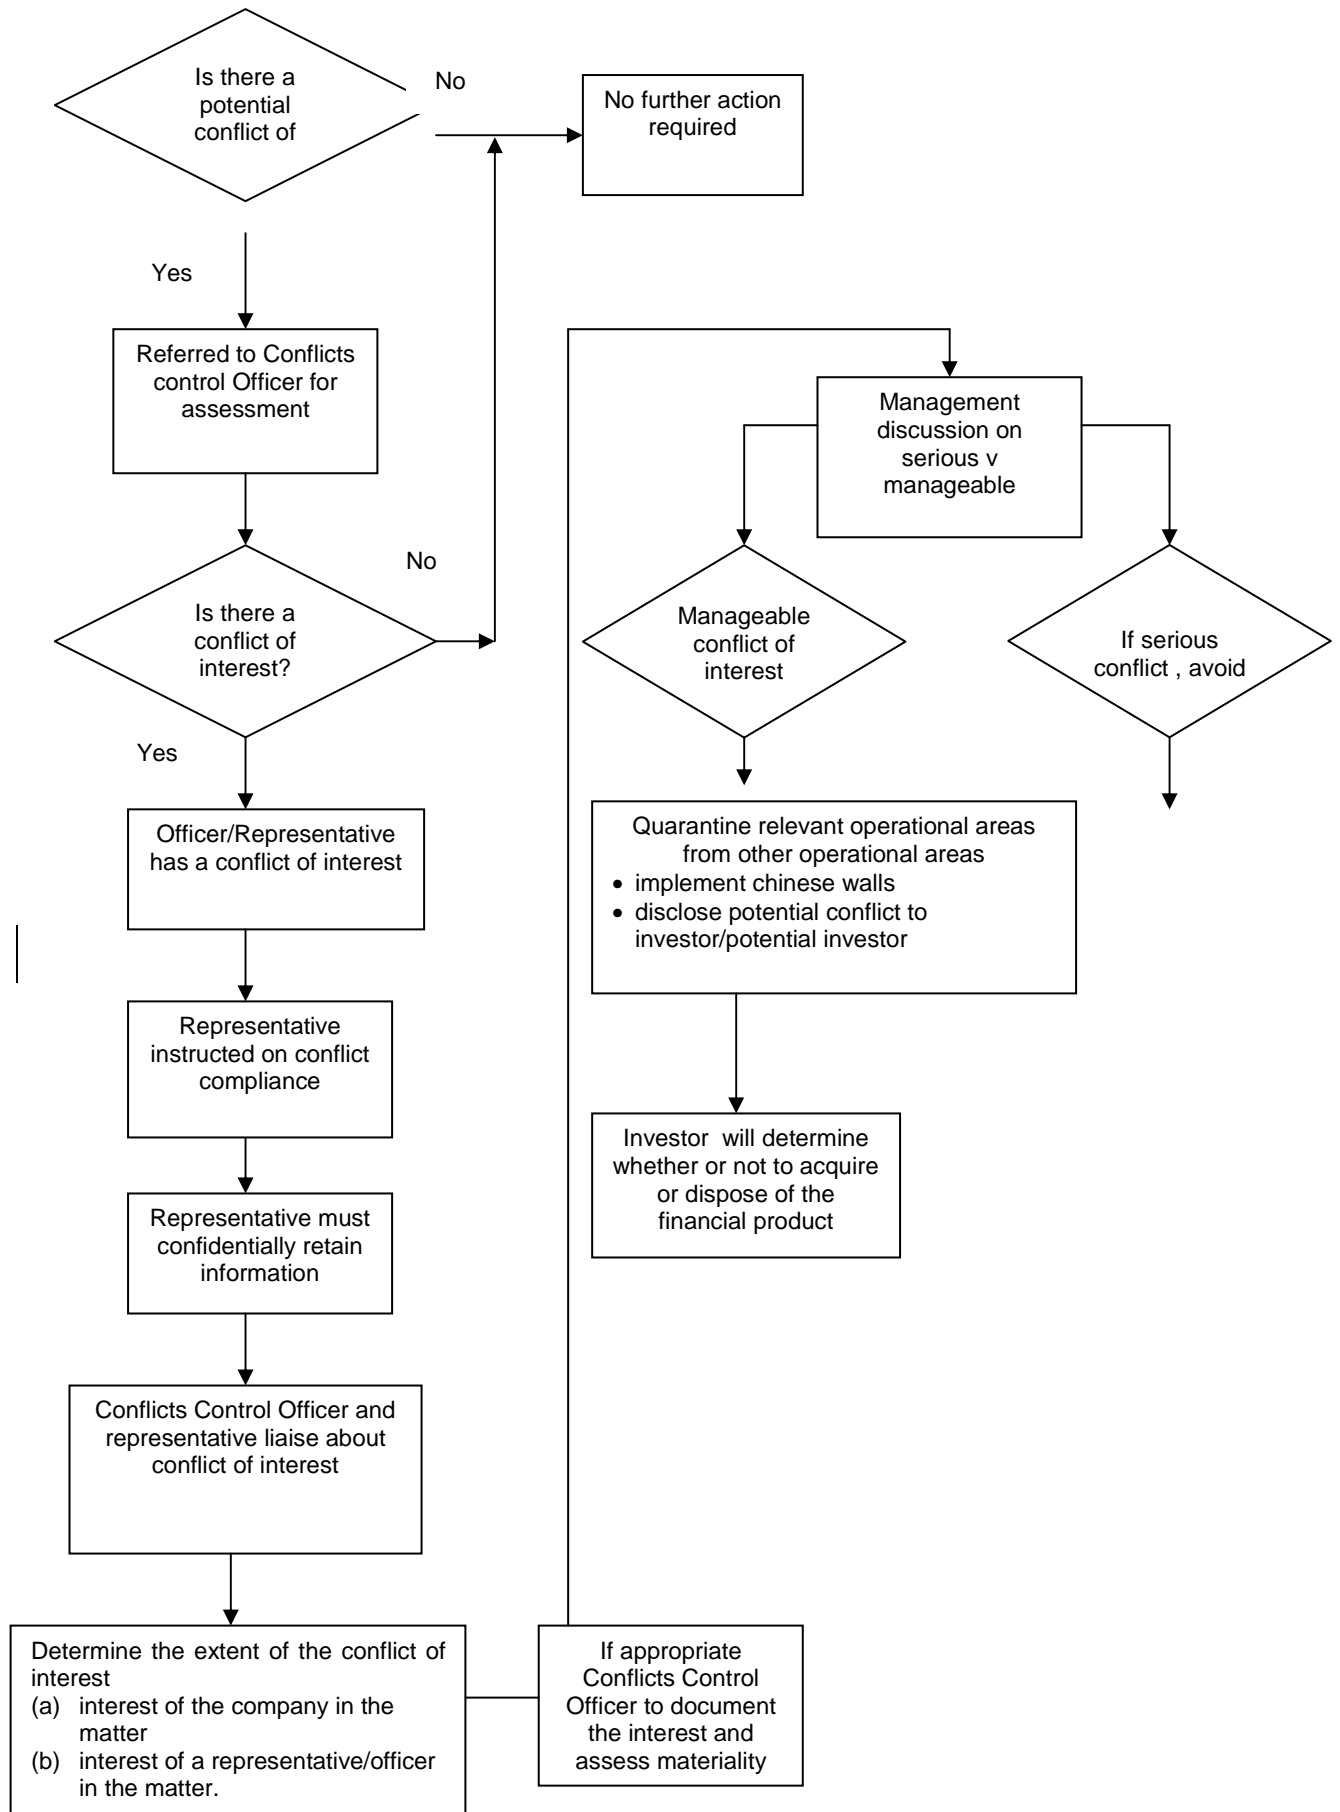 Is there a
potential
conflict of
No
No further action
required
Yes
Referred to Conflicts
control Officer for
assessment
Management
discussion on
serious v
manageable
No
Is there a
conflict of
interest?
Manageable
conflict of
interest
If serious
conflict , avoid
Yes
Officer/Representative
has a conflict of interest
Quarantine relevant operational areas
from other operational areas
• implement chinese walls
• disclose potential conflict to
investor/potential investor
Representative
instructed on conflict
compliance
Investor will determine
whether or not to acquire
or dispose of the
financial product
Representative must
confidentially retain
information
Conflicts Control Officer and
representative liaise about
conflict of interest
Determine the extent of the conflict of
interest
(a) interest of the company in the
matter
(b) interest of a representative/officer
in the matter.
If appropriate
Conflicts Control
Officer to document
the interest and
assess materiality